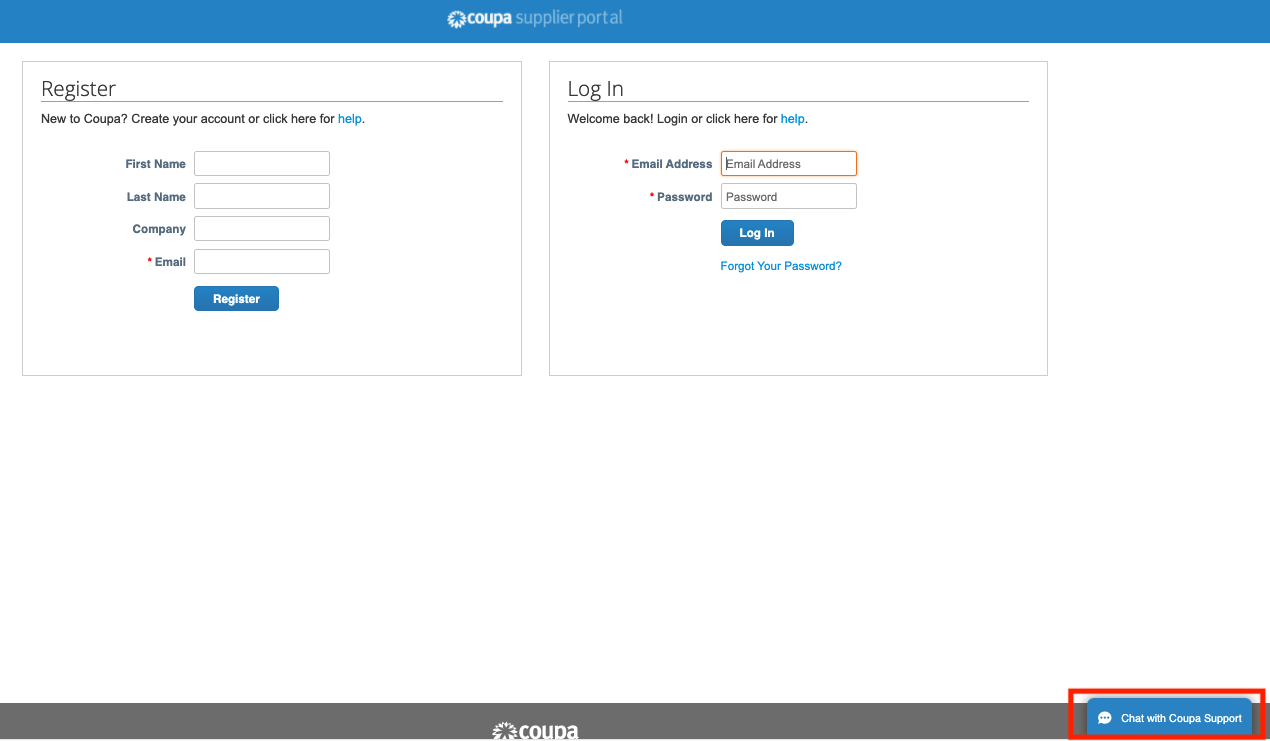 coupa supplier portal
Register
New to Coupa? Create your account or click here for help.
First Name
Last Name
Company
* Email
Register
Log In
Welcome back! Login or click here for help.
* Email Address
Email Address
* Password
Password
Log In
Forgot Your Password?
coupa
Chat with Coupa Support